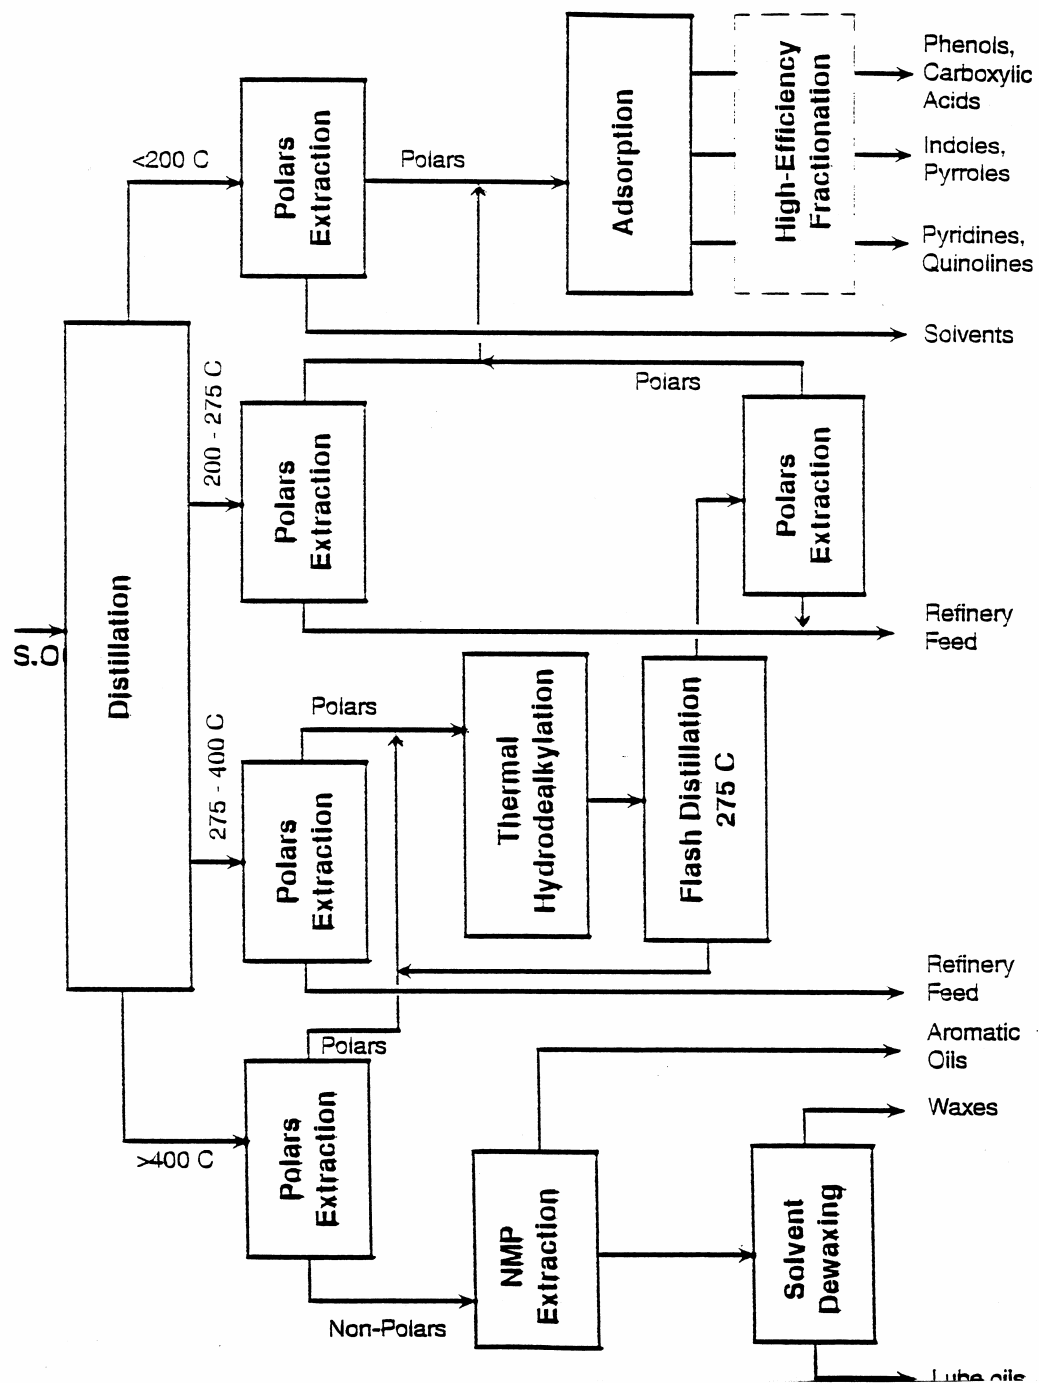 Phenols,
Carboxylic
Acids
<200 C
Polars
Extraction
Polars
Adsorption
High-Efficiency
Fractionation
Indoles,
Pyrroles
Pyridines,
Quinolines
Solvents
200 - 275 C
Polars
Extraction
Polars
Polars
Extraction
S.O
Distillation
Refinery
Feed
275 - 400 C
Polars
Polars
Extraction
Thermal
Hydrodealkylation
Flash Distillation
275 C
Refinery
Feed
Aromatic
Oils
Polars
>400 C
Polars
Extraction
Waxes
NMP
Extraction
Solvent
Dewaxing
Non-Polars
Lube oils